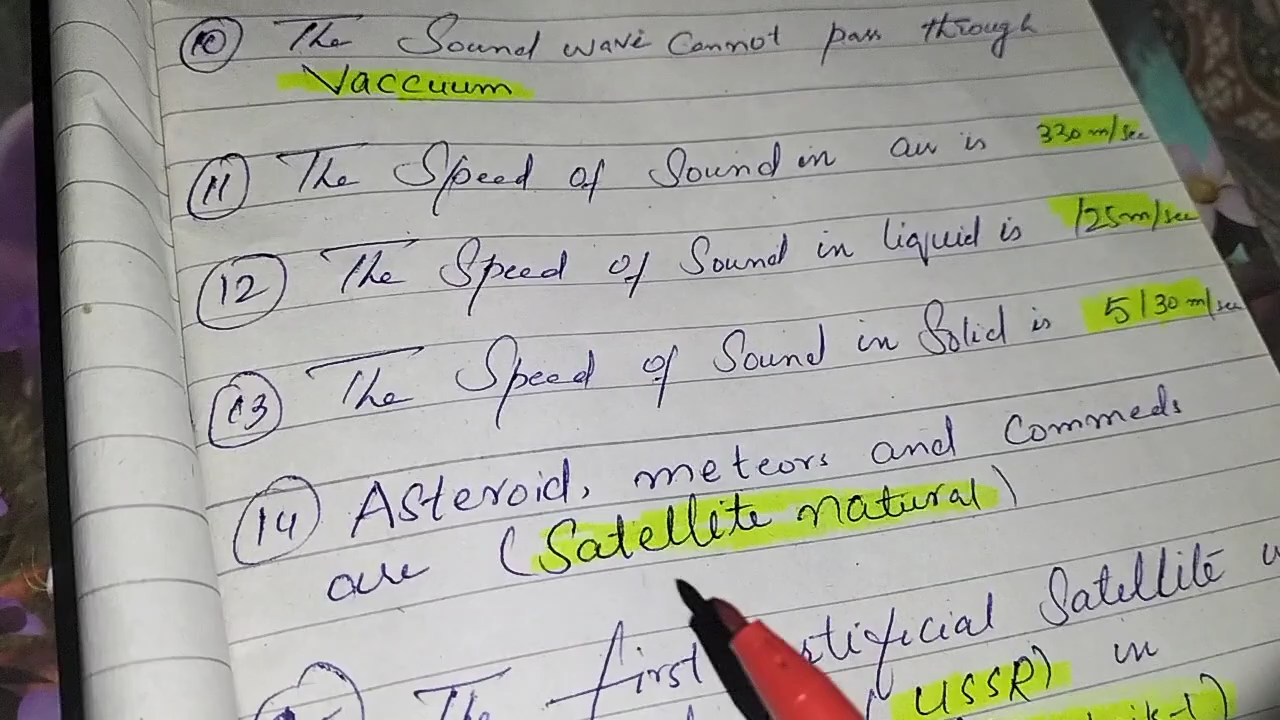 10 The Sound wave Cannot pass through
Vaccuum
11 The Speed of Sound in air is 330 m/sec
12 The Speed of Sound in liquid is 125m/sec
13 The Speed of Sound in Solid is 5130 m/sec
14 Asteroid, meteors and Commeds
are (Satellite natural)
The first Satellite
USSR) in